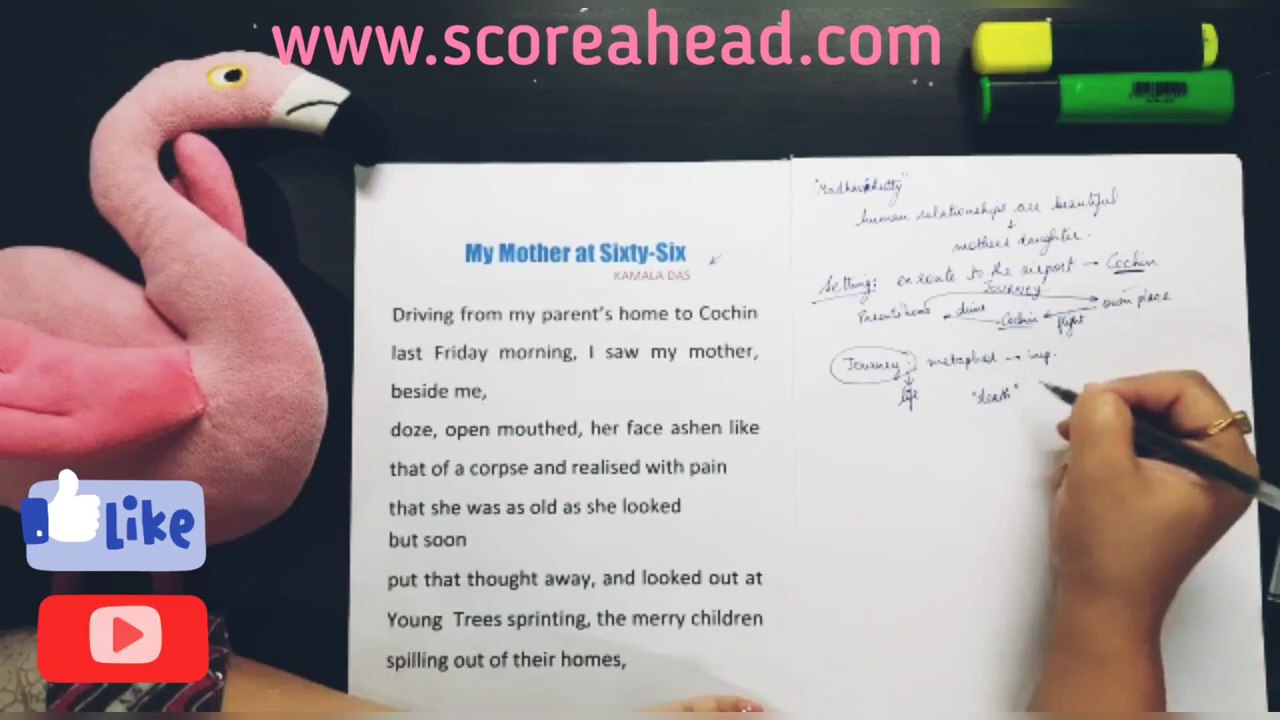 www.scoreahead.com
My Mother at Sixty-Six
KAMALA DAS
Driving from my parent's home to Cochin
last Friday morning, I saw my mother,
beside me,
doze, open mouthed, her face ashen like
that of a corpse and realised with pain
that she was as old as she looked
but soon
put that thought away, and looked out at
Young Trees sprinting, the merry children
spilling out of their homes,
"Madhavikutty"
human relationships are beautiful
mother daughter.
Setting: enroute to the airport → Cochin
Journey
Parents home drive Cochin flight own place
Journey: metaphor → imp.
life "death"
Like